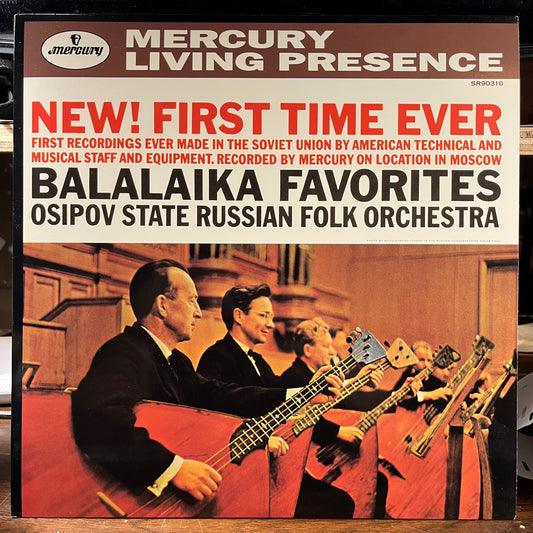 mercury
MERCURY
LIVING PRESENCE
SR90310
NEW! FIRST TIME EVER
FIRST RECORDINGS EVER MADE IN THE SOVIET UNION BY AMERICAN TECHNICAL AND
MUSICAL STAFF AND EQUIPMENT. RECORDED BY MERCURY ON LOCATION IN MOSCOW
BALALAIKA FAVORITES
OSIPOV STATE RUSSIAN FOLK ORCHESTRA